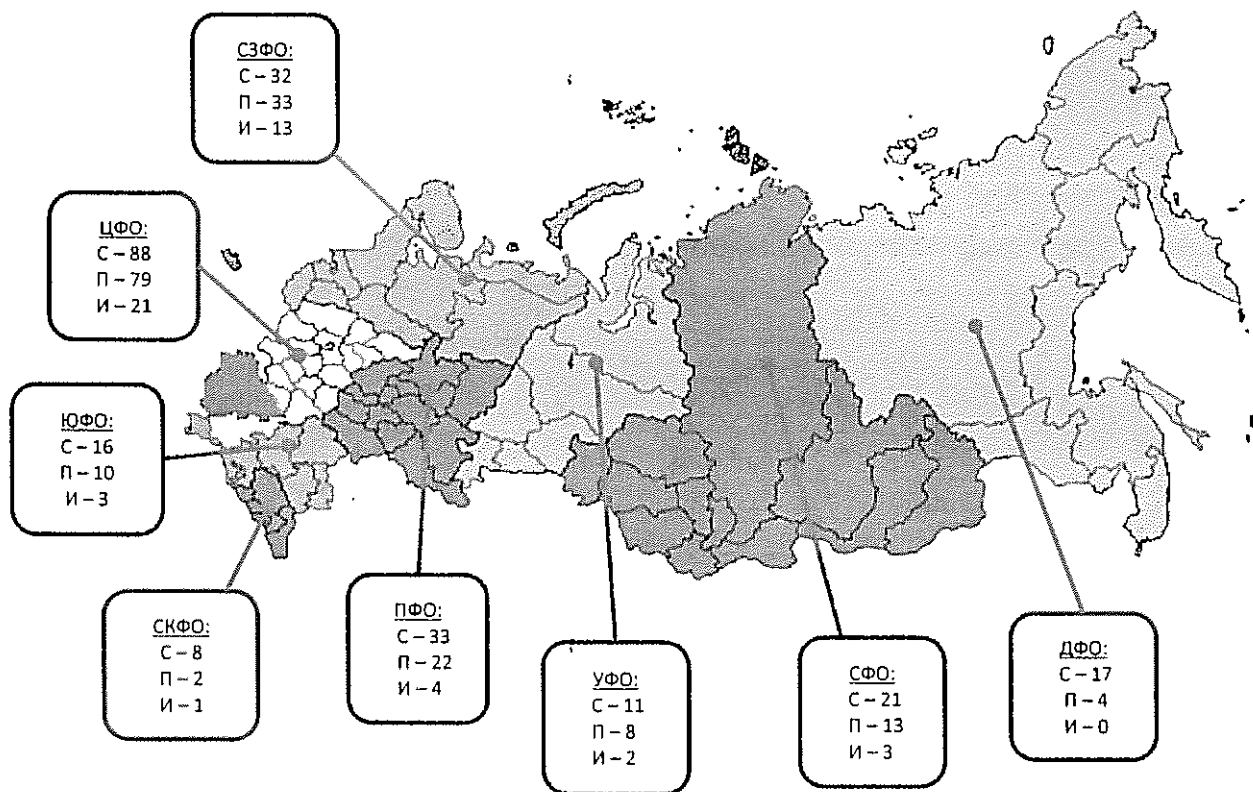 СЗФО:
С – 32
П – 33
И – 13
ЦФО:
С – 88
П – 79
И – 21
ЮФО:
С – 16
П – 10
И – 3
СКФО:
С – 8
П – 2
И – 1
ПФО:
С – 33
П – 22
И – 4
УФО:
С – 11
П – 8
И – 2
СФО:
С – 21
П – 13
И – 3
ДФО:
С – 17
П – 4
И – 0